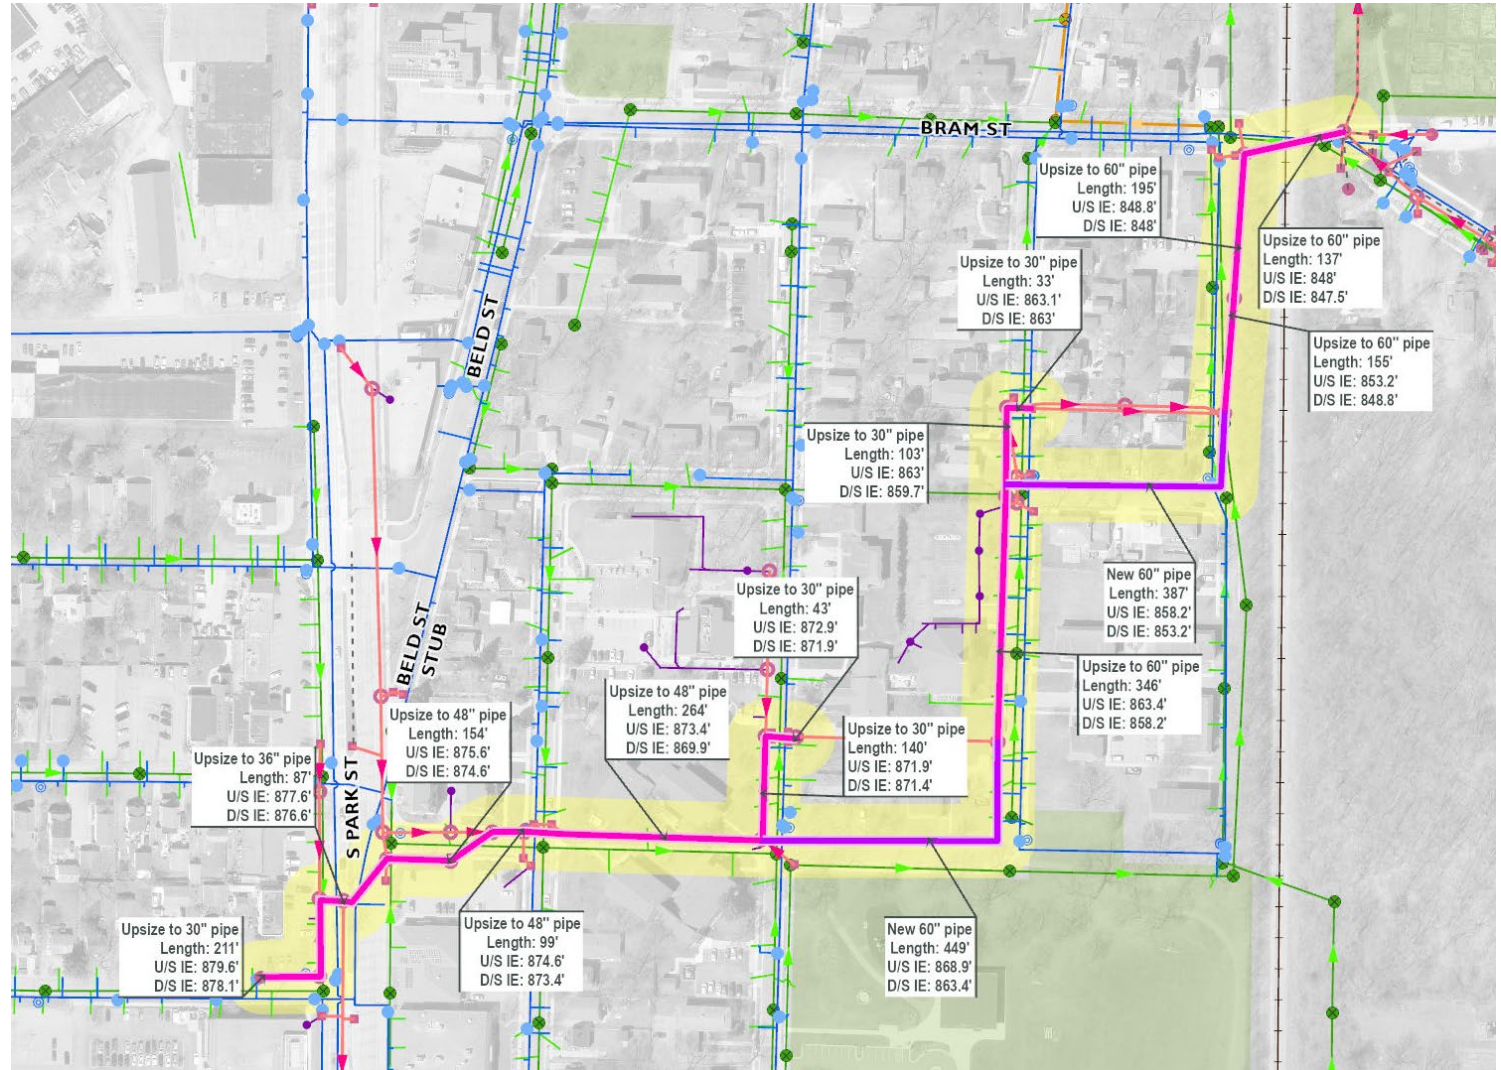 BRAM ST
Upsize to 60" pipe
Length: 195'
U/S IE: 848.8'
D/S IE: 848'
Upsize to 60" pipe
Length: 137'
U/S IE: 848'
D/S IE: 847.5'
Upsize to 30" pipe
Length: 33'
U/S IE: 863.1'
D/S IE: 863'
BELD ST
Upsize to 60" pipe
Length: 155'
U/S IE: 853.2'
D/S IE: 848.8'
Upsize to 30" pipe
Length: 103'
U/S IE: 863'
D/S IE: 859.7'
New 60" pipe
Length: 387'
U/S IE: 858.2'
D/S IE: 853.2'
Upsize to 30" pipe
Length: 43'
U/S IE: 872.9'
D/S IE: 871.9'
BELD ST
STUB
Upsize to 60" pipe
Length: 346'
U/S IE: 863.4'
D/S IE: 858.2'
Upsize to 48" pipe
Length: 264'
U/S IE: 873.4'
D/S IE: 869.9'
Upsize to 48" pipe
Length: 154'
U/S IE: 875.6'
D/S IE: 874.6'
Upsize to 30" pipe
Length: 140'
U/S IE: 871.9'
D/S IE: 871.4'
Upsize to 36" pipe
Length: 87'
U/S IE: 877.6'
D/S IE: 876.6'
S PARK ST
Upsize to 48" pipe
Length: 99'
U/S IE: 874.6'
D/S IE: 873.4'
New 60" pipe
Length: 449'
U/S IE: 868.9'
D/S IE: 863.4'
Upsize to 30" pipe
Length: 211'
U/S IE: 879.6'
D/S IE: 878.1'